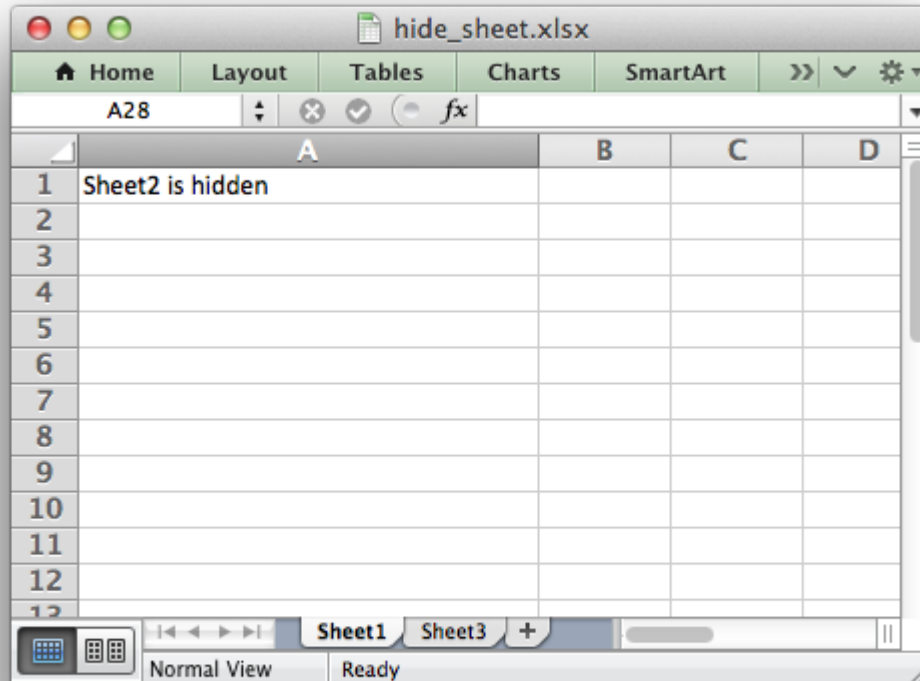 hide_sheet.xlsx
Home Layout Tables Charts SmartArt
A28 fx
A B C D
1 Sheet2 is hidden
2
3
4
5
6
7
8
9
10
11
12
13
Sheet1 Sheet3 +
Normal View Ready